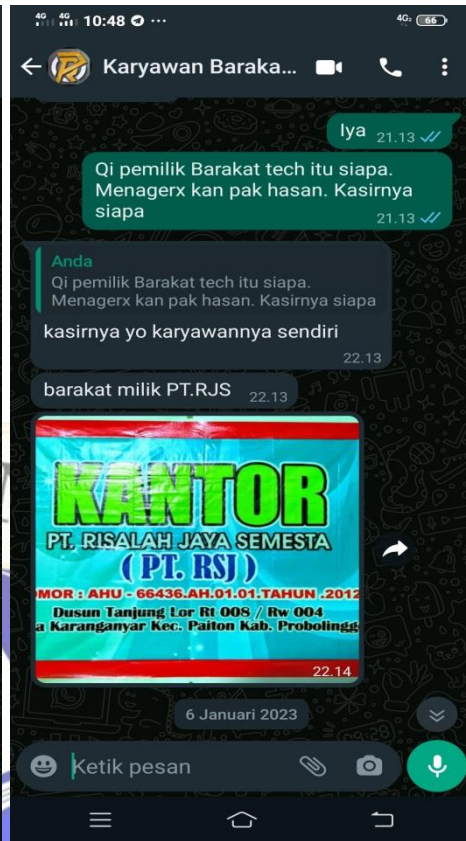 4G 4G 10:48
4G 66
Karyawan Baraka...
Iya 21.13
Qi pemilik Barakat tech itu siapa.
Menagerx kan pak hasan. Kasirnya
siapa
21.13
Anda
Qi pemilik Barakat tech itu siapa.
Menagerx kan pak hasan. Kasirnya siapa
kasirnya yo karyawannya sendiri
22.13
barakat milik PT.RJS 22.13
KANTOR
PT. RISALAH JAYA SEMESTA
( PT. RSJ )
MOR : AHU - 66436.AH.01.01.TAHUN .2012
Dusun Tanjung Lor Rt 008 / Rw 004
a Karanganyar Kec. Paiton Kab. Probolingg
22.14
6 Januari 2023
Ketik pesan